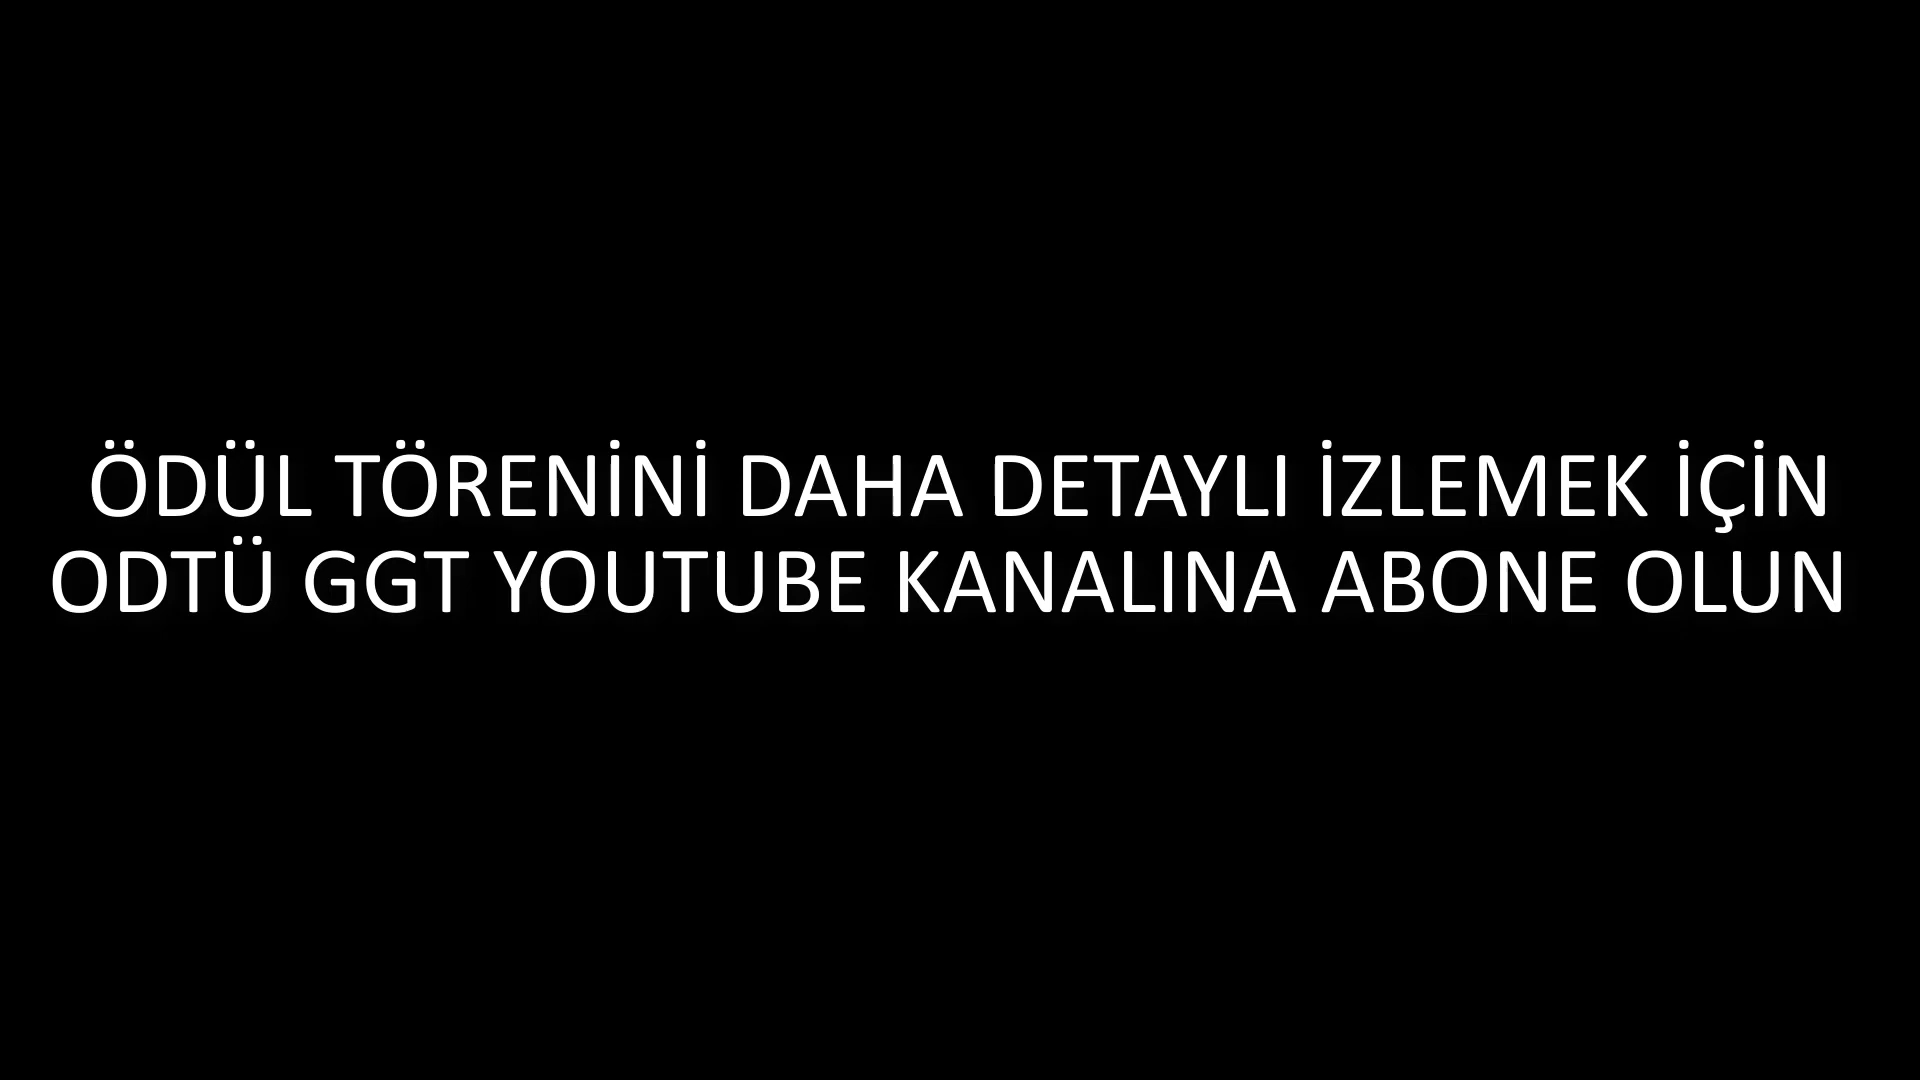 ÖDÜL TÖRENİNİ DAHA DETAYLI İZLEMEK İÇİN
ODTÜ GGT YOUTUBE KANALINA ABONE OLUN